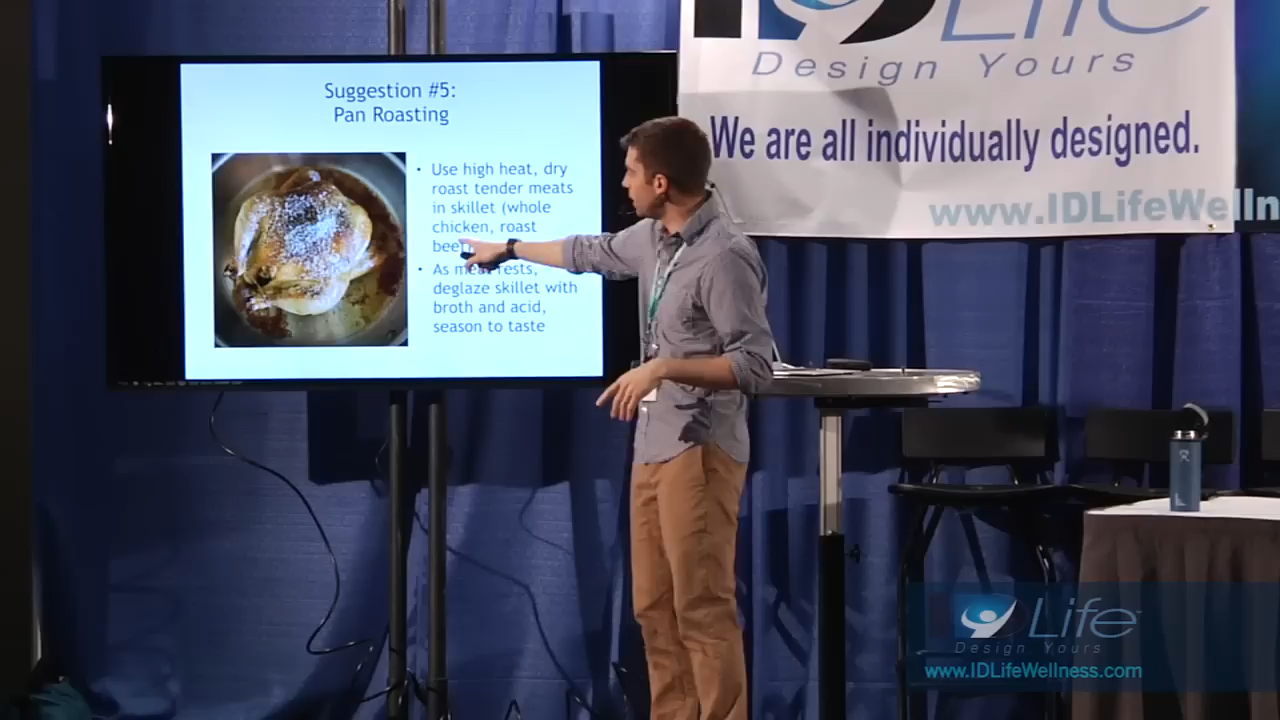 Suggestion #5:
Pan Roasting
• Use high heat, dry
roast tender meats
in skillet (whole
chicken, roast
• As meat rests,
deglaze skillet with
broth and acid,
season to taste
IDLife
Design Yours
We are all individually designed.
www.IDLifeWelln
IDLife
Design Yours
www.IDLifeWellness.com